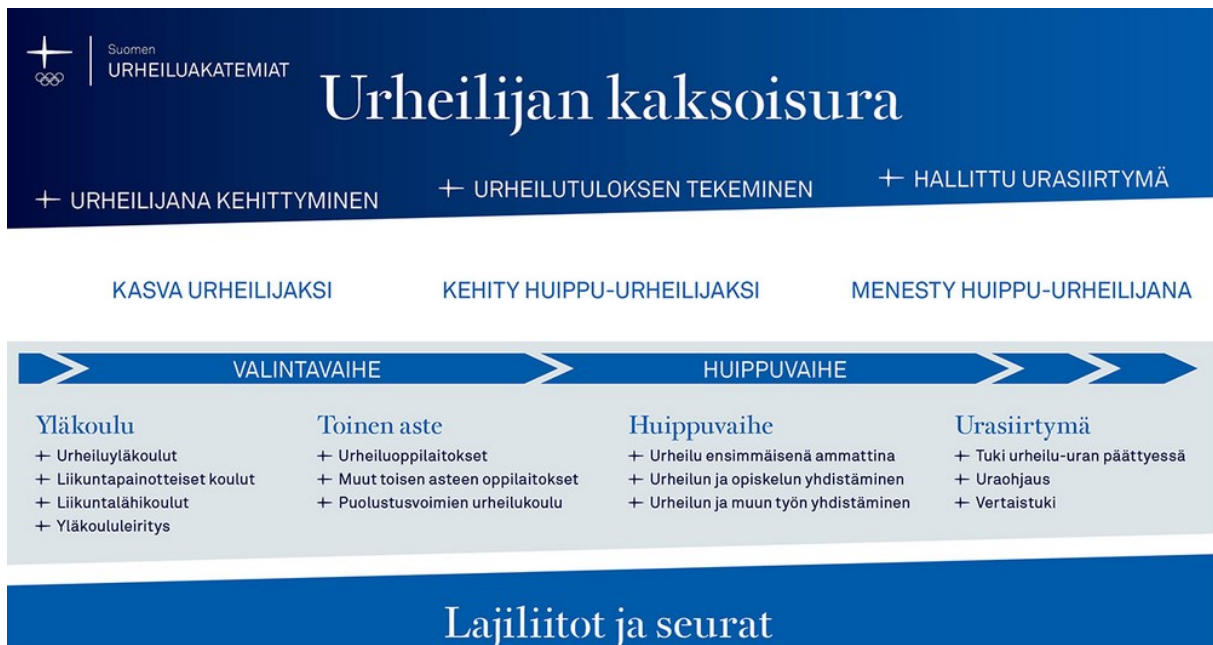 Suomen
URHEILUAKATEMIAT
Urheilijan kaksoisura
URHEILIJANA KEHITTYMINEN
URHEILUTULOKSEN TEKEMINEN
HALLITTU URASIIRTYMÄ
KASVA URHEILIJAKSI
KEHITY HUIPPU-URHEILIJAKSI
MENESTY HUIPPU-URHEILIJANA
VALINTAVAIHE
HUIPPUVAIHE
Yläkoulu
Urheiluyläkoulut
Liikuntapainotteiset koulut
Liikuntalähikoulut
Yläkoululeiritys
Toinen aste
Urheiluoppilaitokset
Muut toisen asteen oppilaitokset
Puolustusvoimien urheilukoulu
Huippuvaihe
Urheilu ensimmäisenä ammattina
Urheilun ja opiskelun yhdistäminen
Urheilun ja muun työn yhdistäminen
Urasiirtymä
Tuki urheilu-uran päättyessä
Uraohjaus
Vertaistuki
Lajiliitot ja seurat